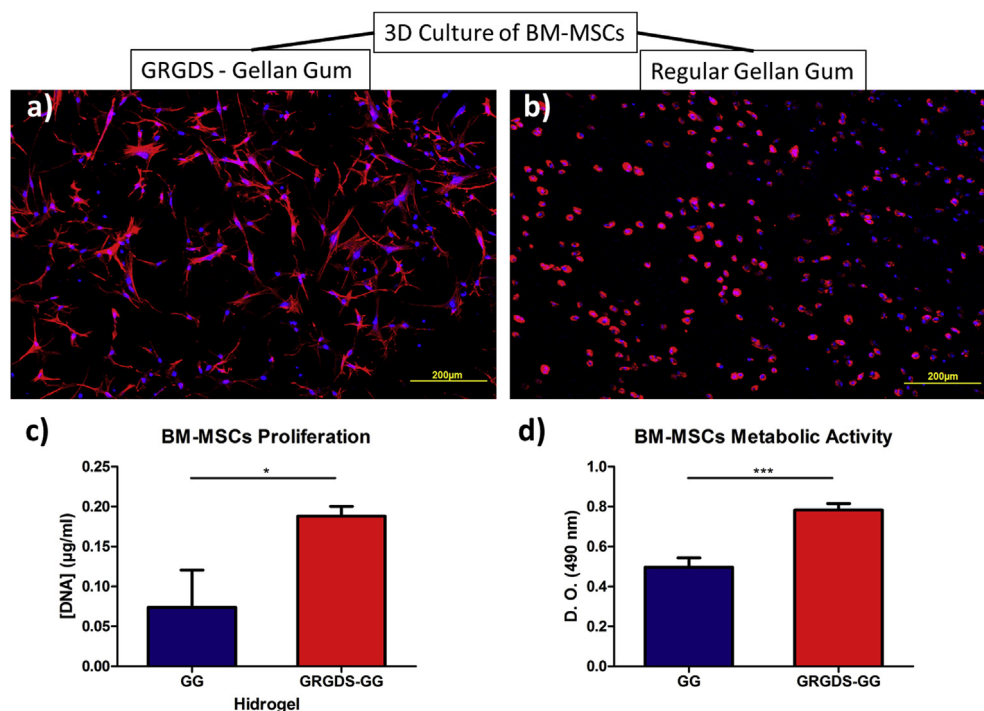 3D Culture of BM-MSCs
GRGDS - Gellan Gum
Regular Gellan Gum
a)
200µm
b)
200µm
c)
BM-MSCs Proliferation
[DNA] (µg/ml)
0.25
0.20
0.15
0.10
0.05
0.00
*
GG
GRGDS-GG
Hidrogel
d)
BM-MSCs Metabolic Activity
D. O. (490 nm)
1.0
0.8
0.6
0.4
0.2
0.0
***
GG
GRGDS-GG